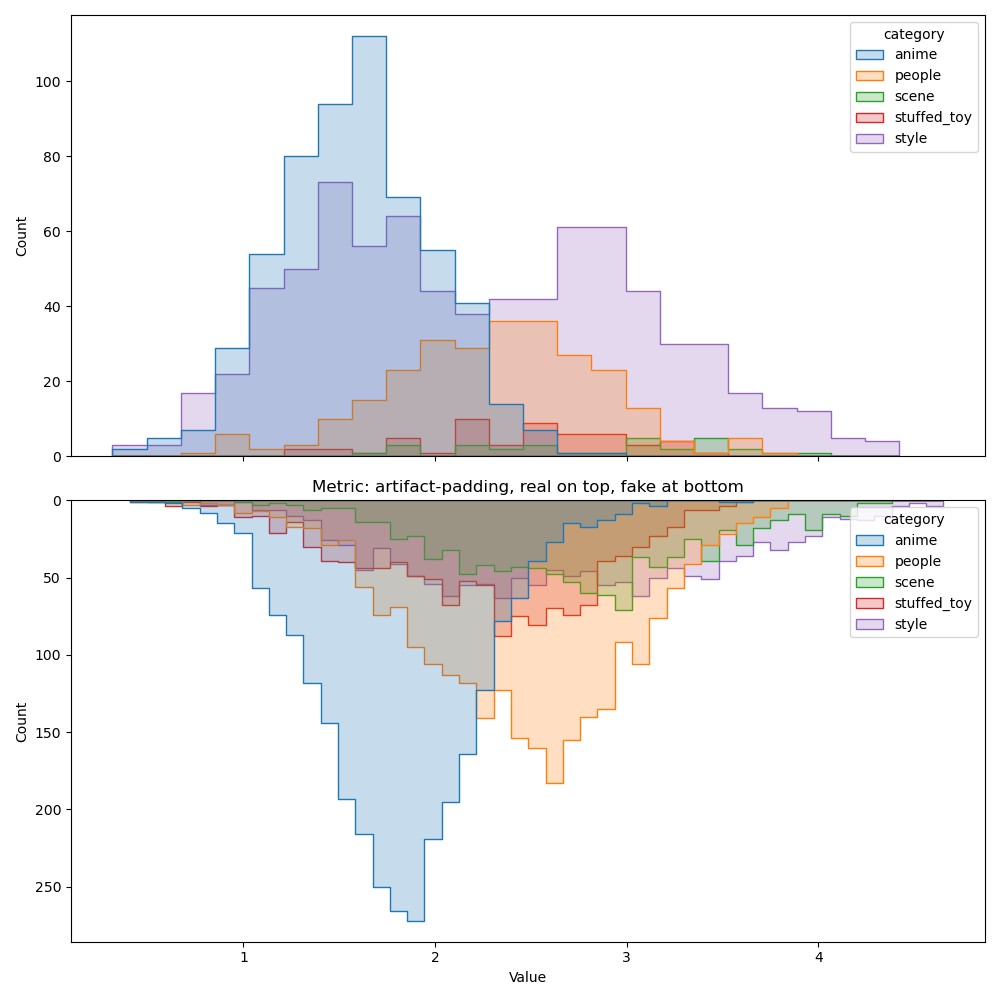 category
anime
people
scene
stuffed_toy
style
100
80
60
40
20
0
Count
Metric: artifact-padding, real on top, fake at bottom
category
anime
people
scene
stuffed_toy
style
0
50
100
150
200
250
Count
1 2 3 4
Value